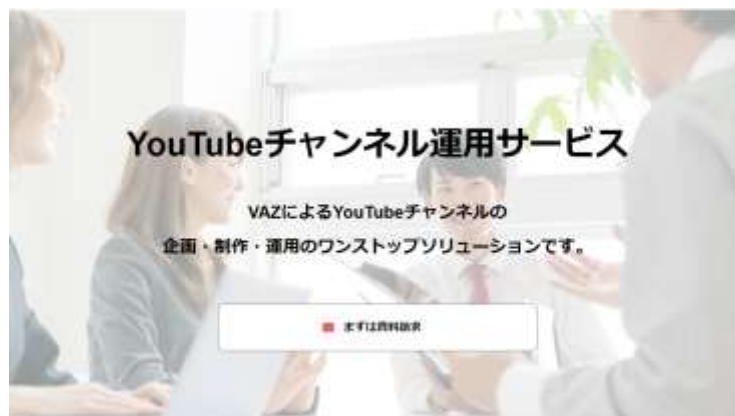 YouTubeチャンネル運用サービス
VAZによるYouTubeチャンネルの
企画・制作・運用のワンストップソリューションです。
まずは資料請求